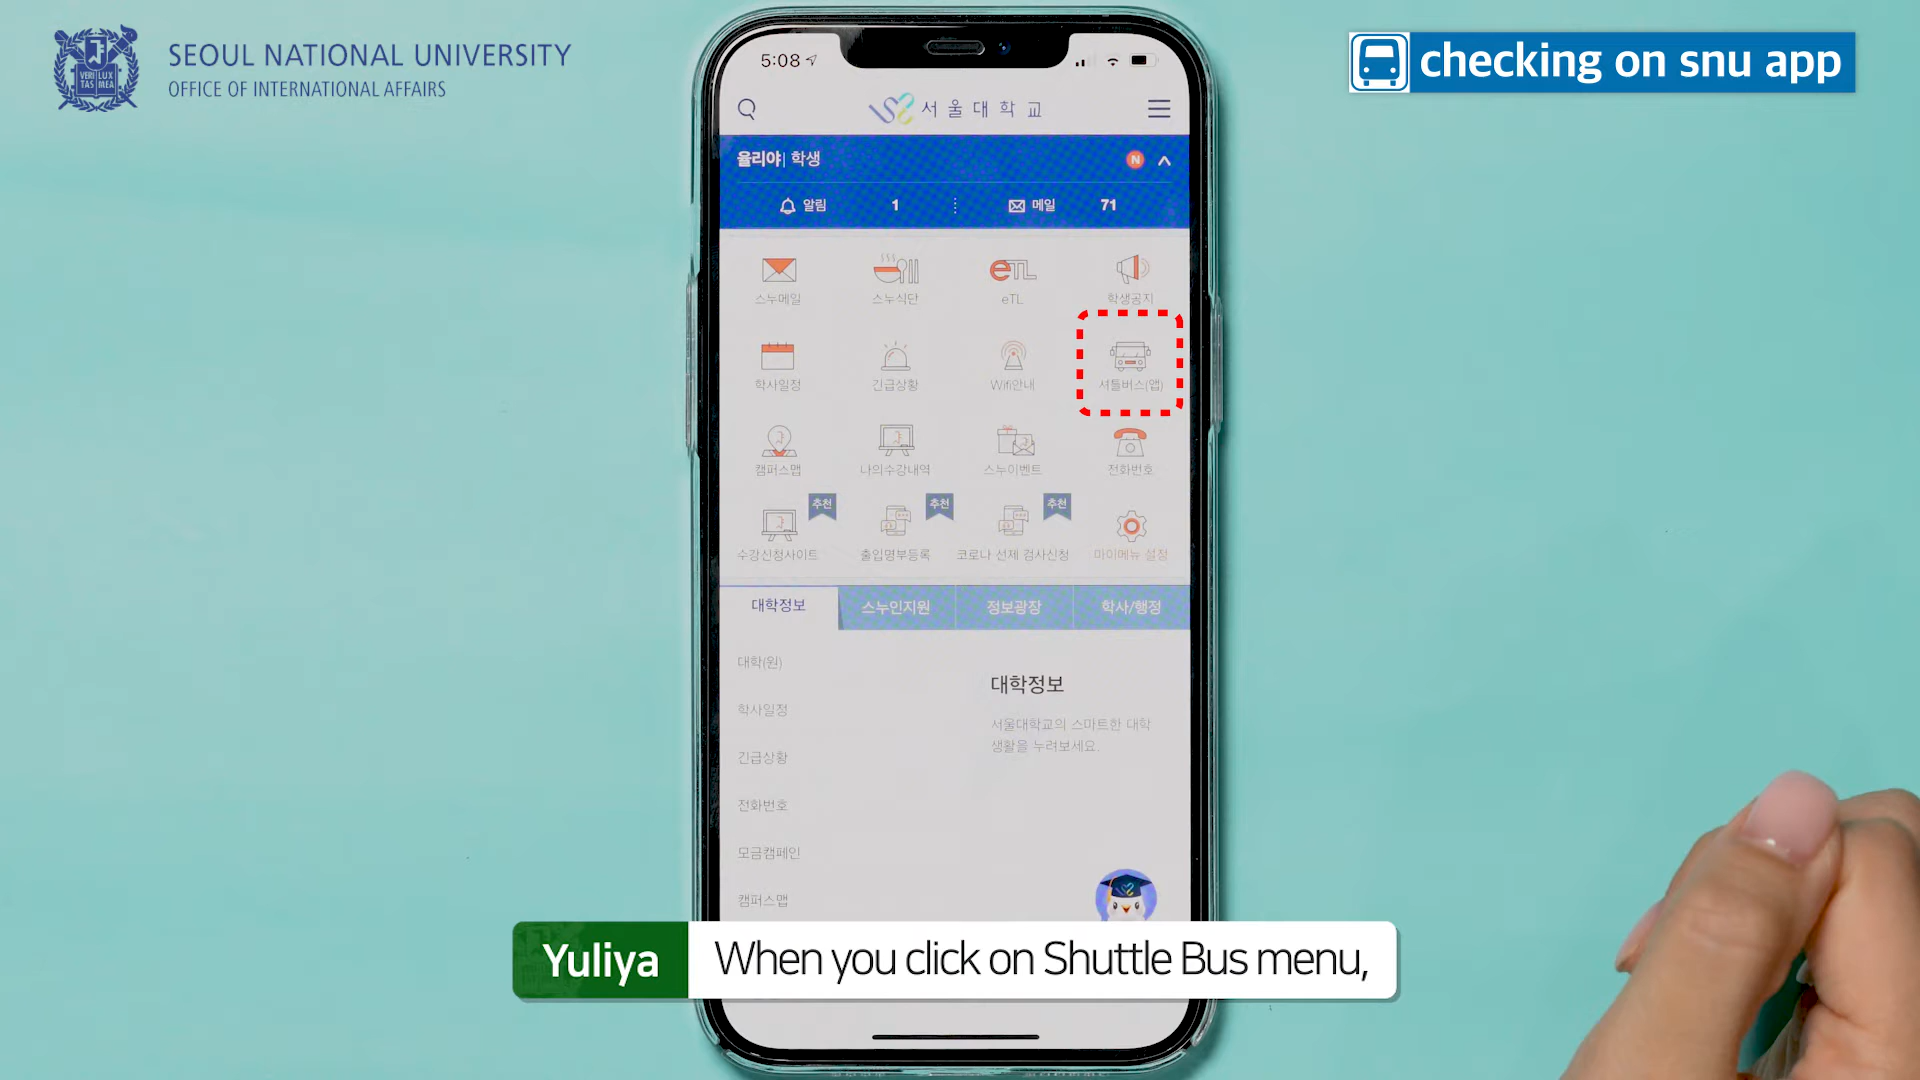 SEOUL NATIONAL UNIVERSITY
OFFICE OF INTERNATIONAL AFFAIRS
checking on snu app
5:08
서울대학교
율리야| 학생
N
알림 1
메일 71
스누메일
스누식단
eTL
eTL
학생공지
학사일정
긴급상황
Wifi안내
셔틀버스(앱)
캠퍼스맵
나의수강내역
스누이벤트
전화번호
추천
추천
추천
수강신청사이트
출입명부등록
코로나 선제 검사신청
마이메뉴 설정
대학정보
스누인지원
정보광장
학사/행정
대학(원)
학사일정
긴급상황
전화번호
모금캠페인
캠퍼스맵
대학정보
서울대학교의 스마트한 대학
생활을 누려보세요.
Yuliya
When you click on Shuttle Bus menu,